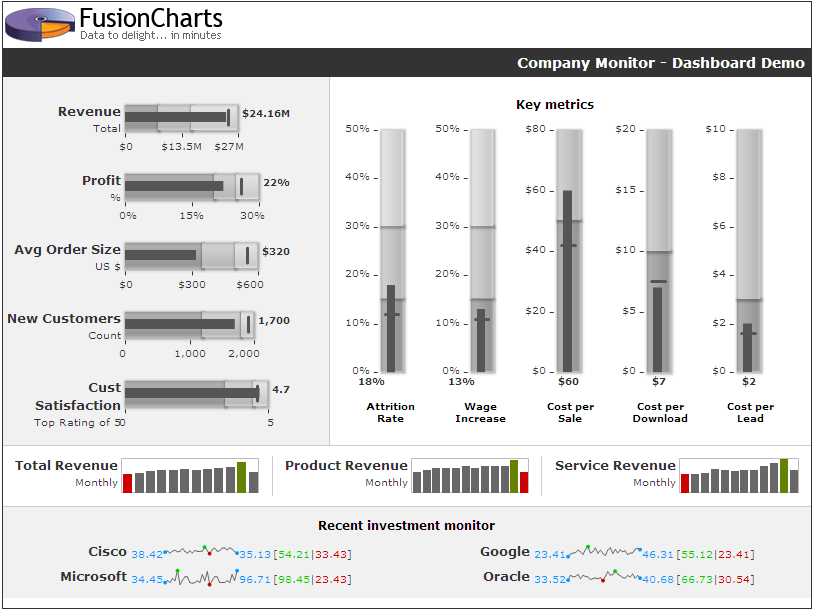 FusionCharts
Data to delight... in minutes
Company Monitor - Dashboard Demo
Revenue
Total
$24.16M
$0 $13.5M $27M
Profit
%
22%
0% 15% 30%
Avg Order Size
US $
$320
$0 $300 $600
New Customers
Count
1,700
0 1,000 2,000
Cust
Satisfaction
Top Rating of 5
4.7
0 5
Key metrics
50%
40%
30%
20%
10%
0%
18%
Attrition
Rate
50%
40%
30%
20%
10%
0%
13%
Wage
Increase
$80
$60
$40
$20
$0
$60
Cost per
Sale
$20
$15
$10
$5
$0
$7
Cost per
Download
$10
$8
$6
$4
$2
$0
$2
Cost per
Lead
Total Revenue
Monthly
Product Revenue
Monthly
Service Revenue
Monthly
Recent investment monitor
Cisco 38.42 35.13 [54.21|33.43]
Google 23.41 46.31 [55.12|23.41]
Microsoft 34.45 96.71 [98.45|23.43]
Oracle 33.52 40.68 [66.73|30.54]